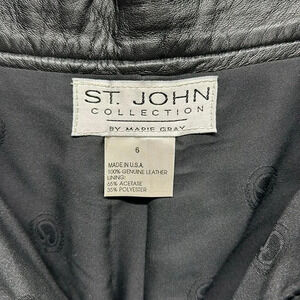 ST. JOHN
COLLECTION
BY MARIE GRAY
6
MADE IN U.S.A.
100% GENUINE LEATHER
LINING:
65% ACETATE
35% POLYESTER